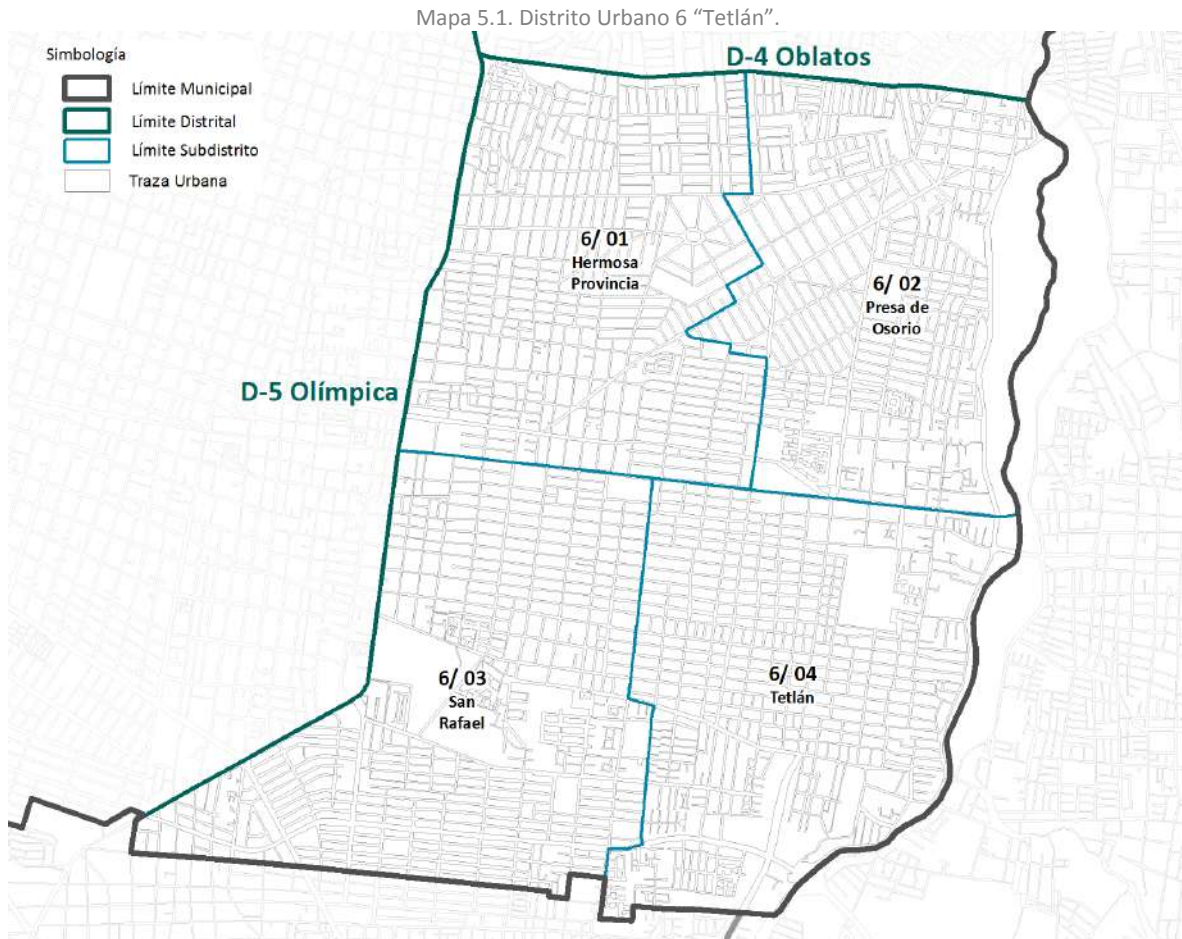 Mapa 5.1. Distrito Urbano 6 “Tetlán”.
Simbología
Límite Municipal
Límite Distrital
Límite Subdistrito
Traza Urbana
D-4 Oblatos
6/ 01
Hermosa
Provincia
6/ 02
Presa de
Osorio
D-5 Olímpica
6/ 03
San
Rafael
6/ 04
Tetlán